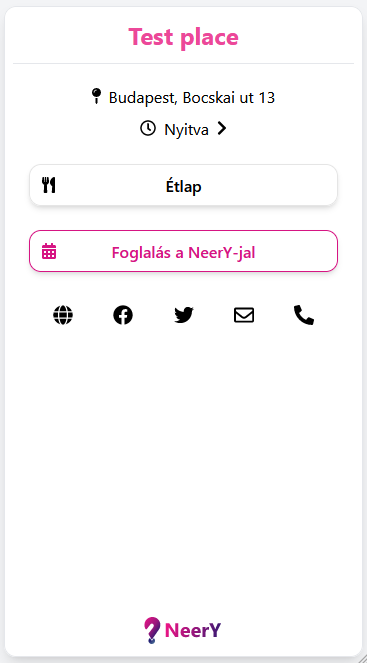 Test place
Budapest, Bocskai ut 13
Nyitva
Étlap
Foglalás a NeerY-jal
NeerY